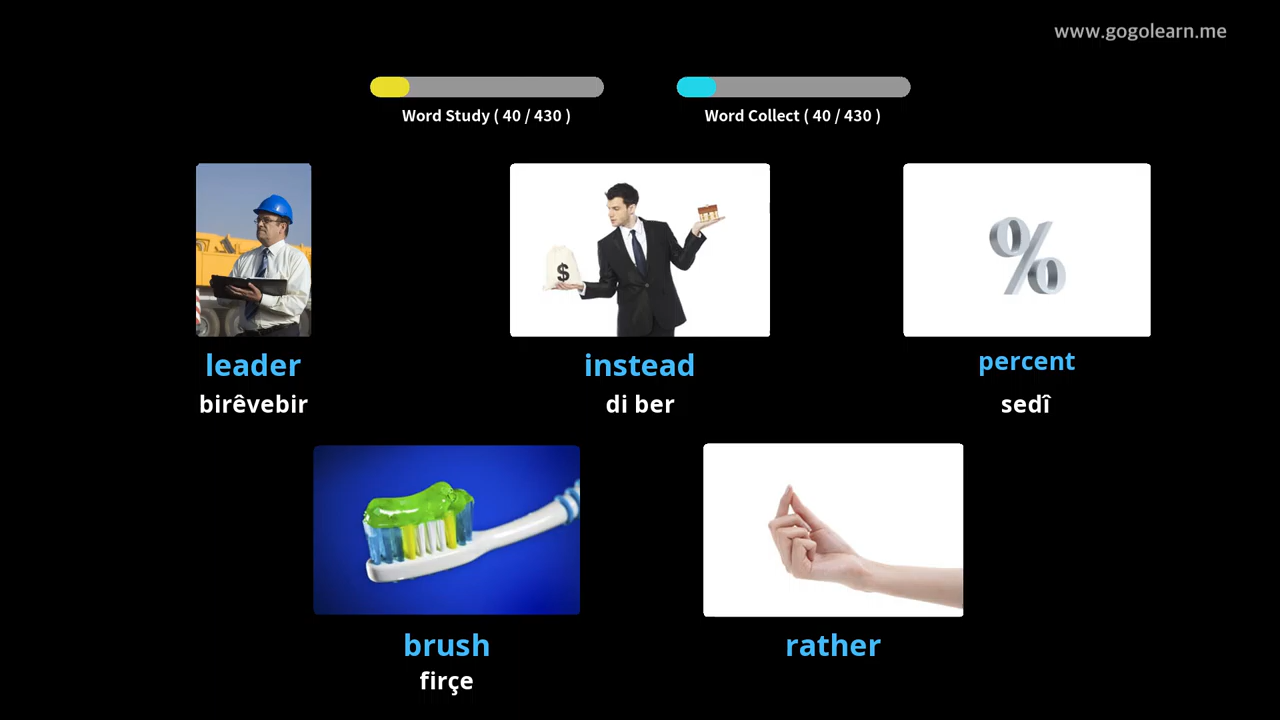 www.gogolearn.me
Word Study ( 40 / 430 )
Word Collect ( 40 / 430 )
$
%
leader
instead
percent
birêvebir
di ber
sedî
brush
rather
firçe